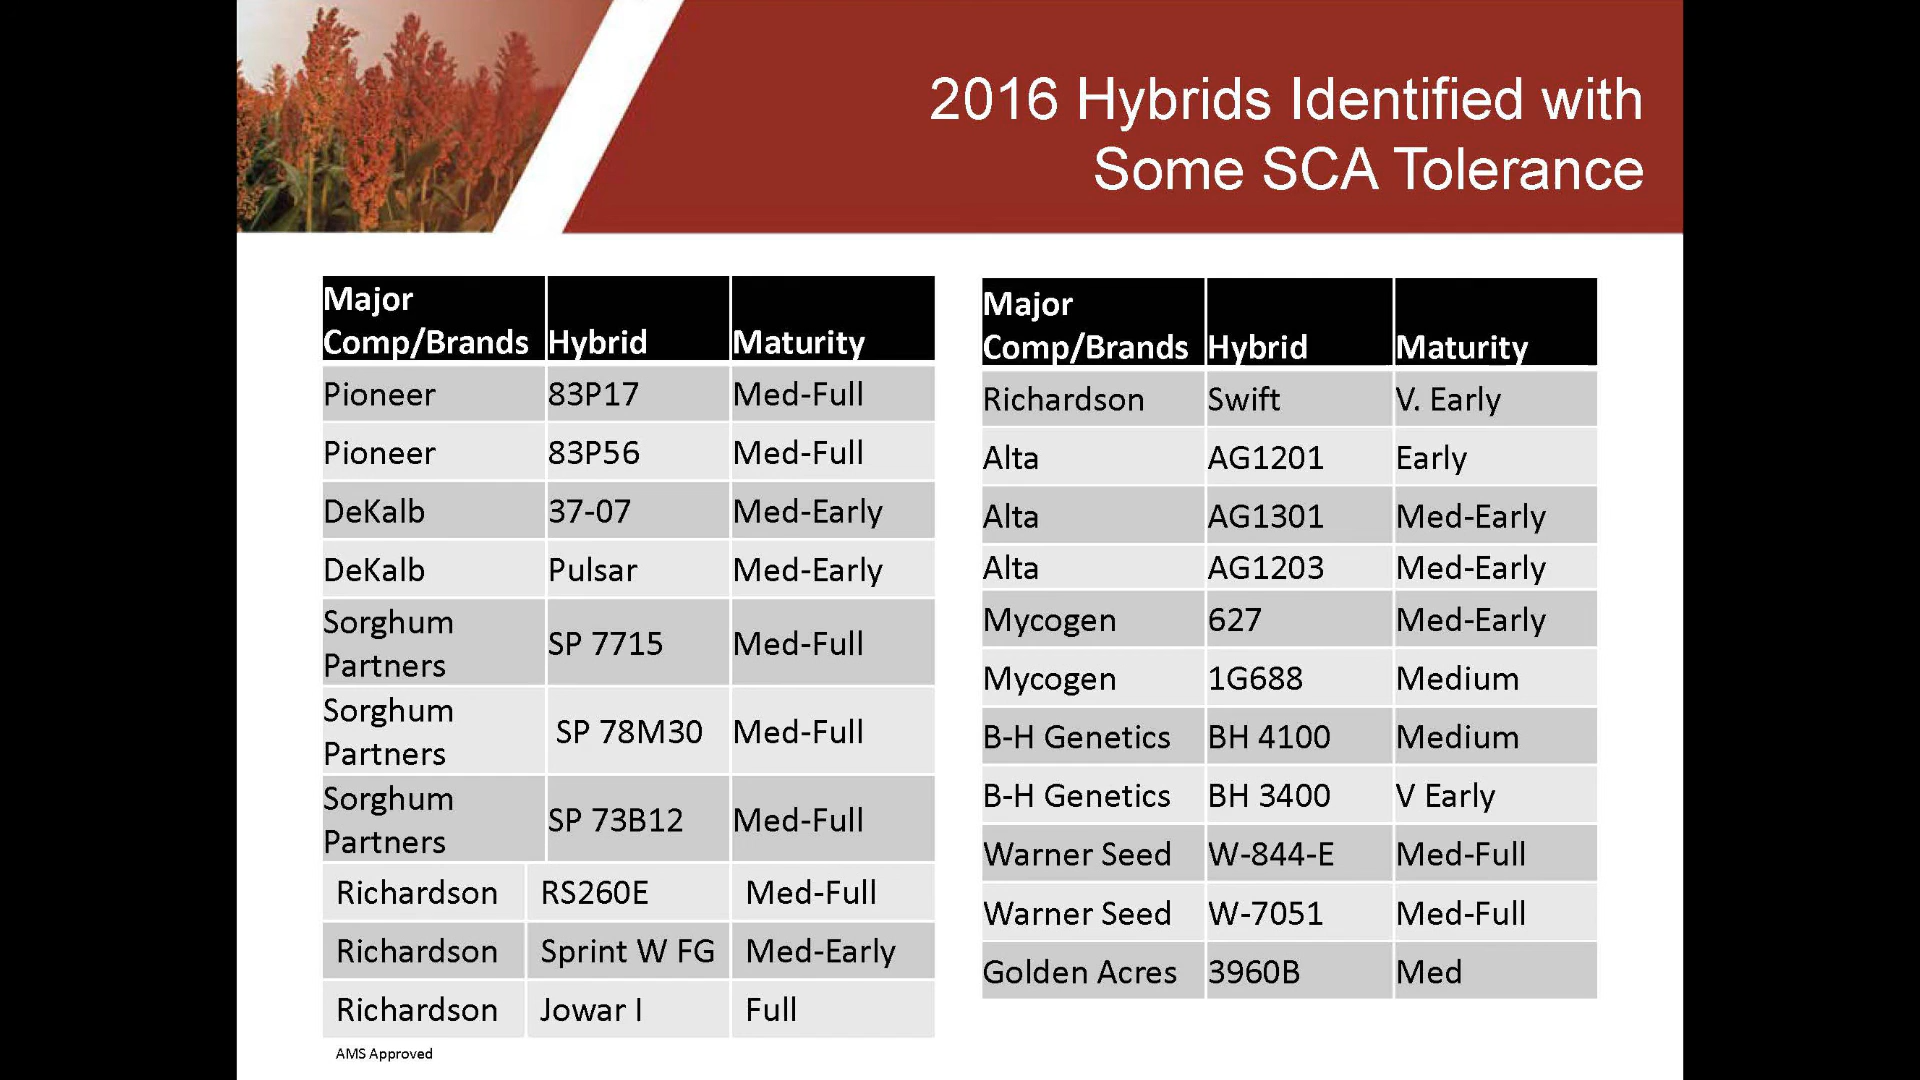 2016 Hybrids Identified with
Some SCA Tolerance
Major
Comp/Brands Hybrid Maturity
Pioneer 83P17 Med-Full
Pioneer 83P56 Med-Full
DeKalb 37-07 Med-Early
DeKalb Pulsar Med-Early
Sorghum
Partners SP 7715 Med-Full
Sorghum
Partners SP 78M30 Med-Full
Sorghum
Partners SP 73B12 Med-Full
Richardson RS260E Med-Full
Richardson Sprint W FG Med-Early
Richardson Jowar I Full
AMS Approved
Major
Comp/Brands Hybrid Maturity
Richardson Swift V. Early
Alta AG1201 Early
Alta AG1301 Med-Early
Alta AG1203 Med-Early
Mycogen 627 Med-Early
Mycogen 1G688 Medium
B-H Genetics BH 4100 Medium
B-H Genetics BH 3400 V Early
Warner Seed W-844-E Med-Full
Warner Seed W-7051 Med-Full
Golden Acres 3960B Med